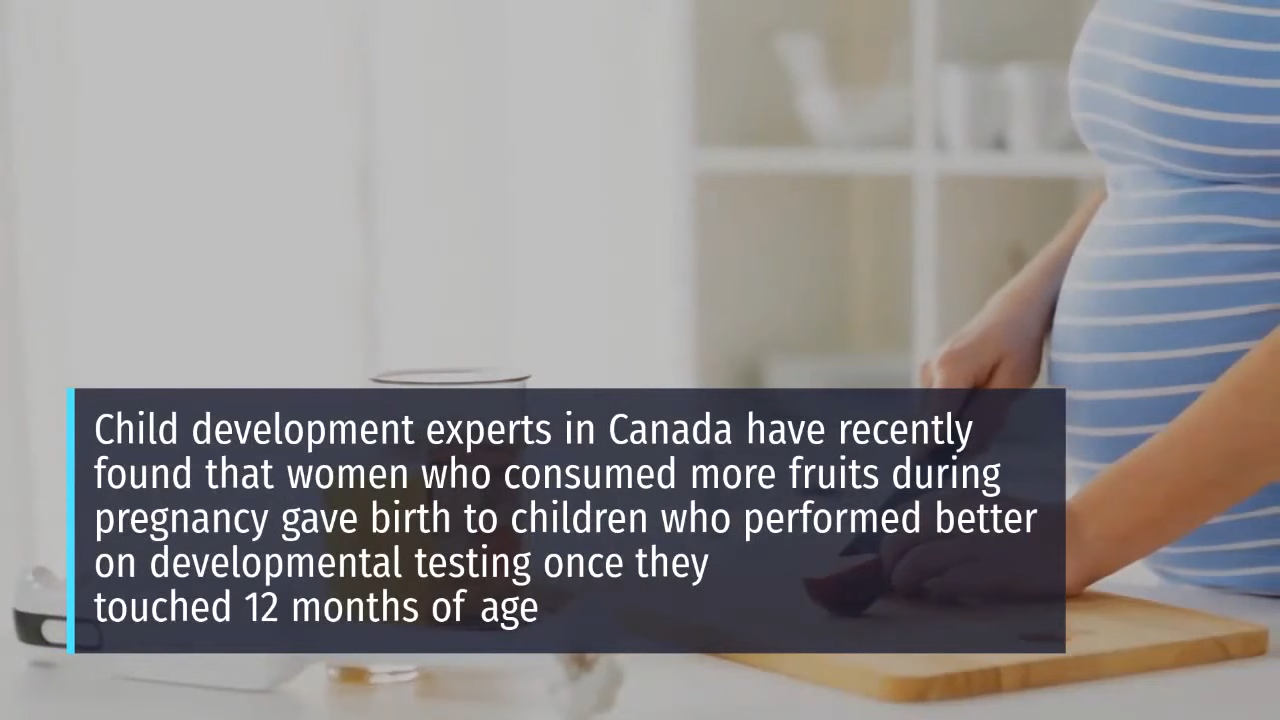 Child development experts in Canada have recently
found that women who consumed more fruits during
pregnancy gave birth to children who performed better
on developmental testing once they
touched 12 months of age